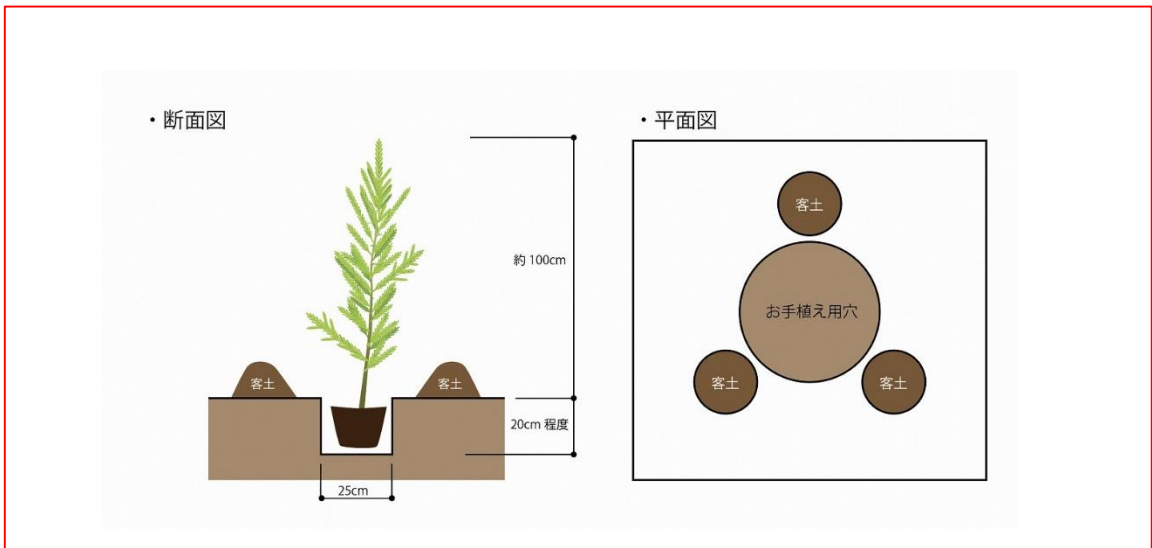 ・断面図
約 100cm
客土
客土
20cm 程度
25cm
・平面図
客土
お手植え用穴
客土
客土